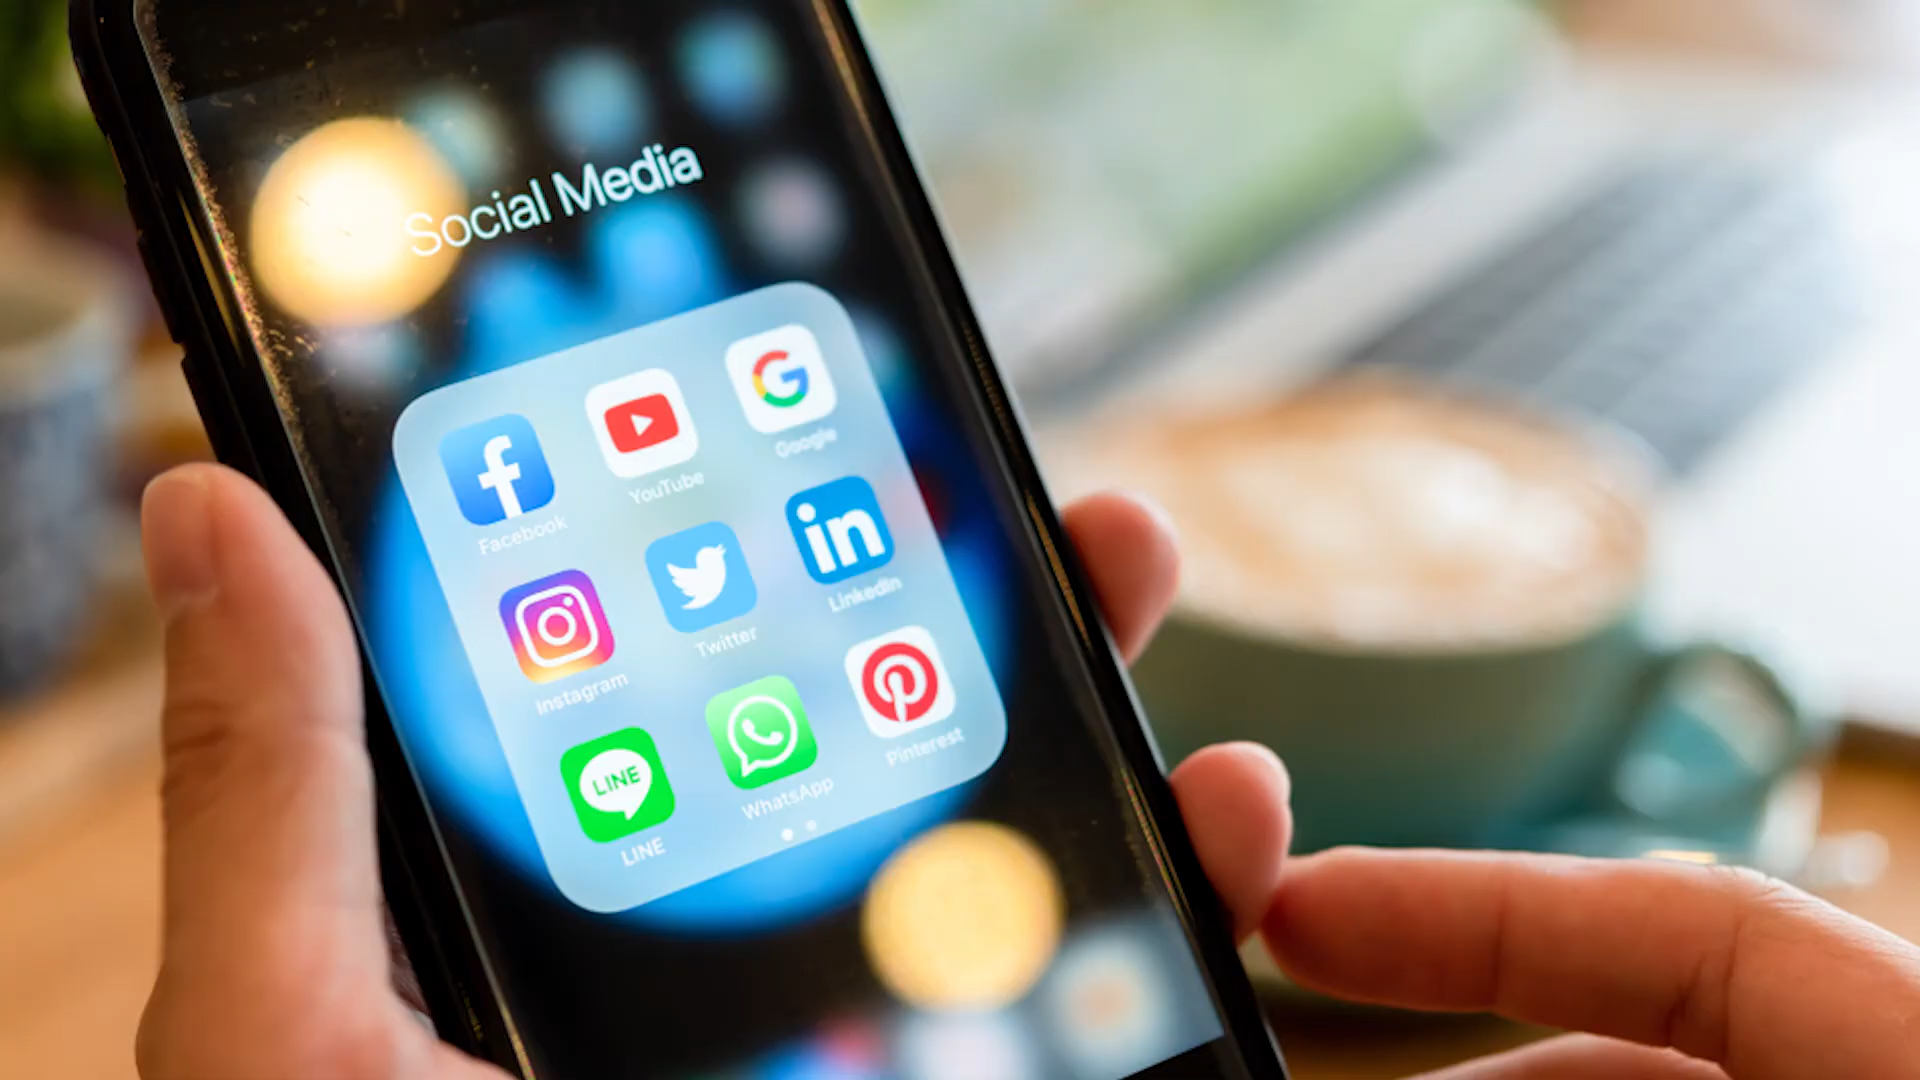 Social Media
Facebook
YouTube
Google
Instagram
Twitter
LinkedIn
LINE
LINE
WhatsApp
Pinterest